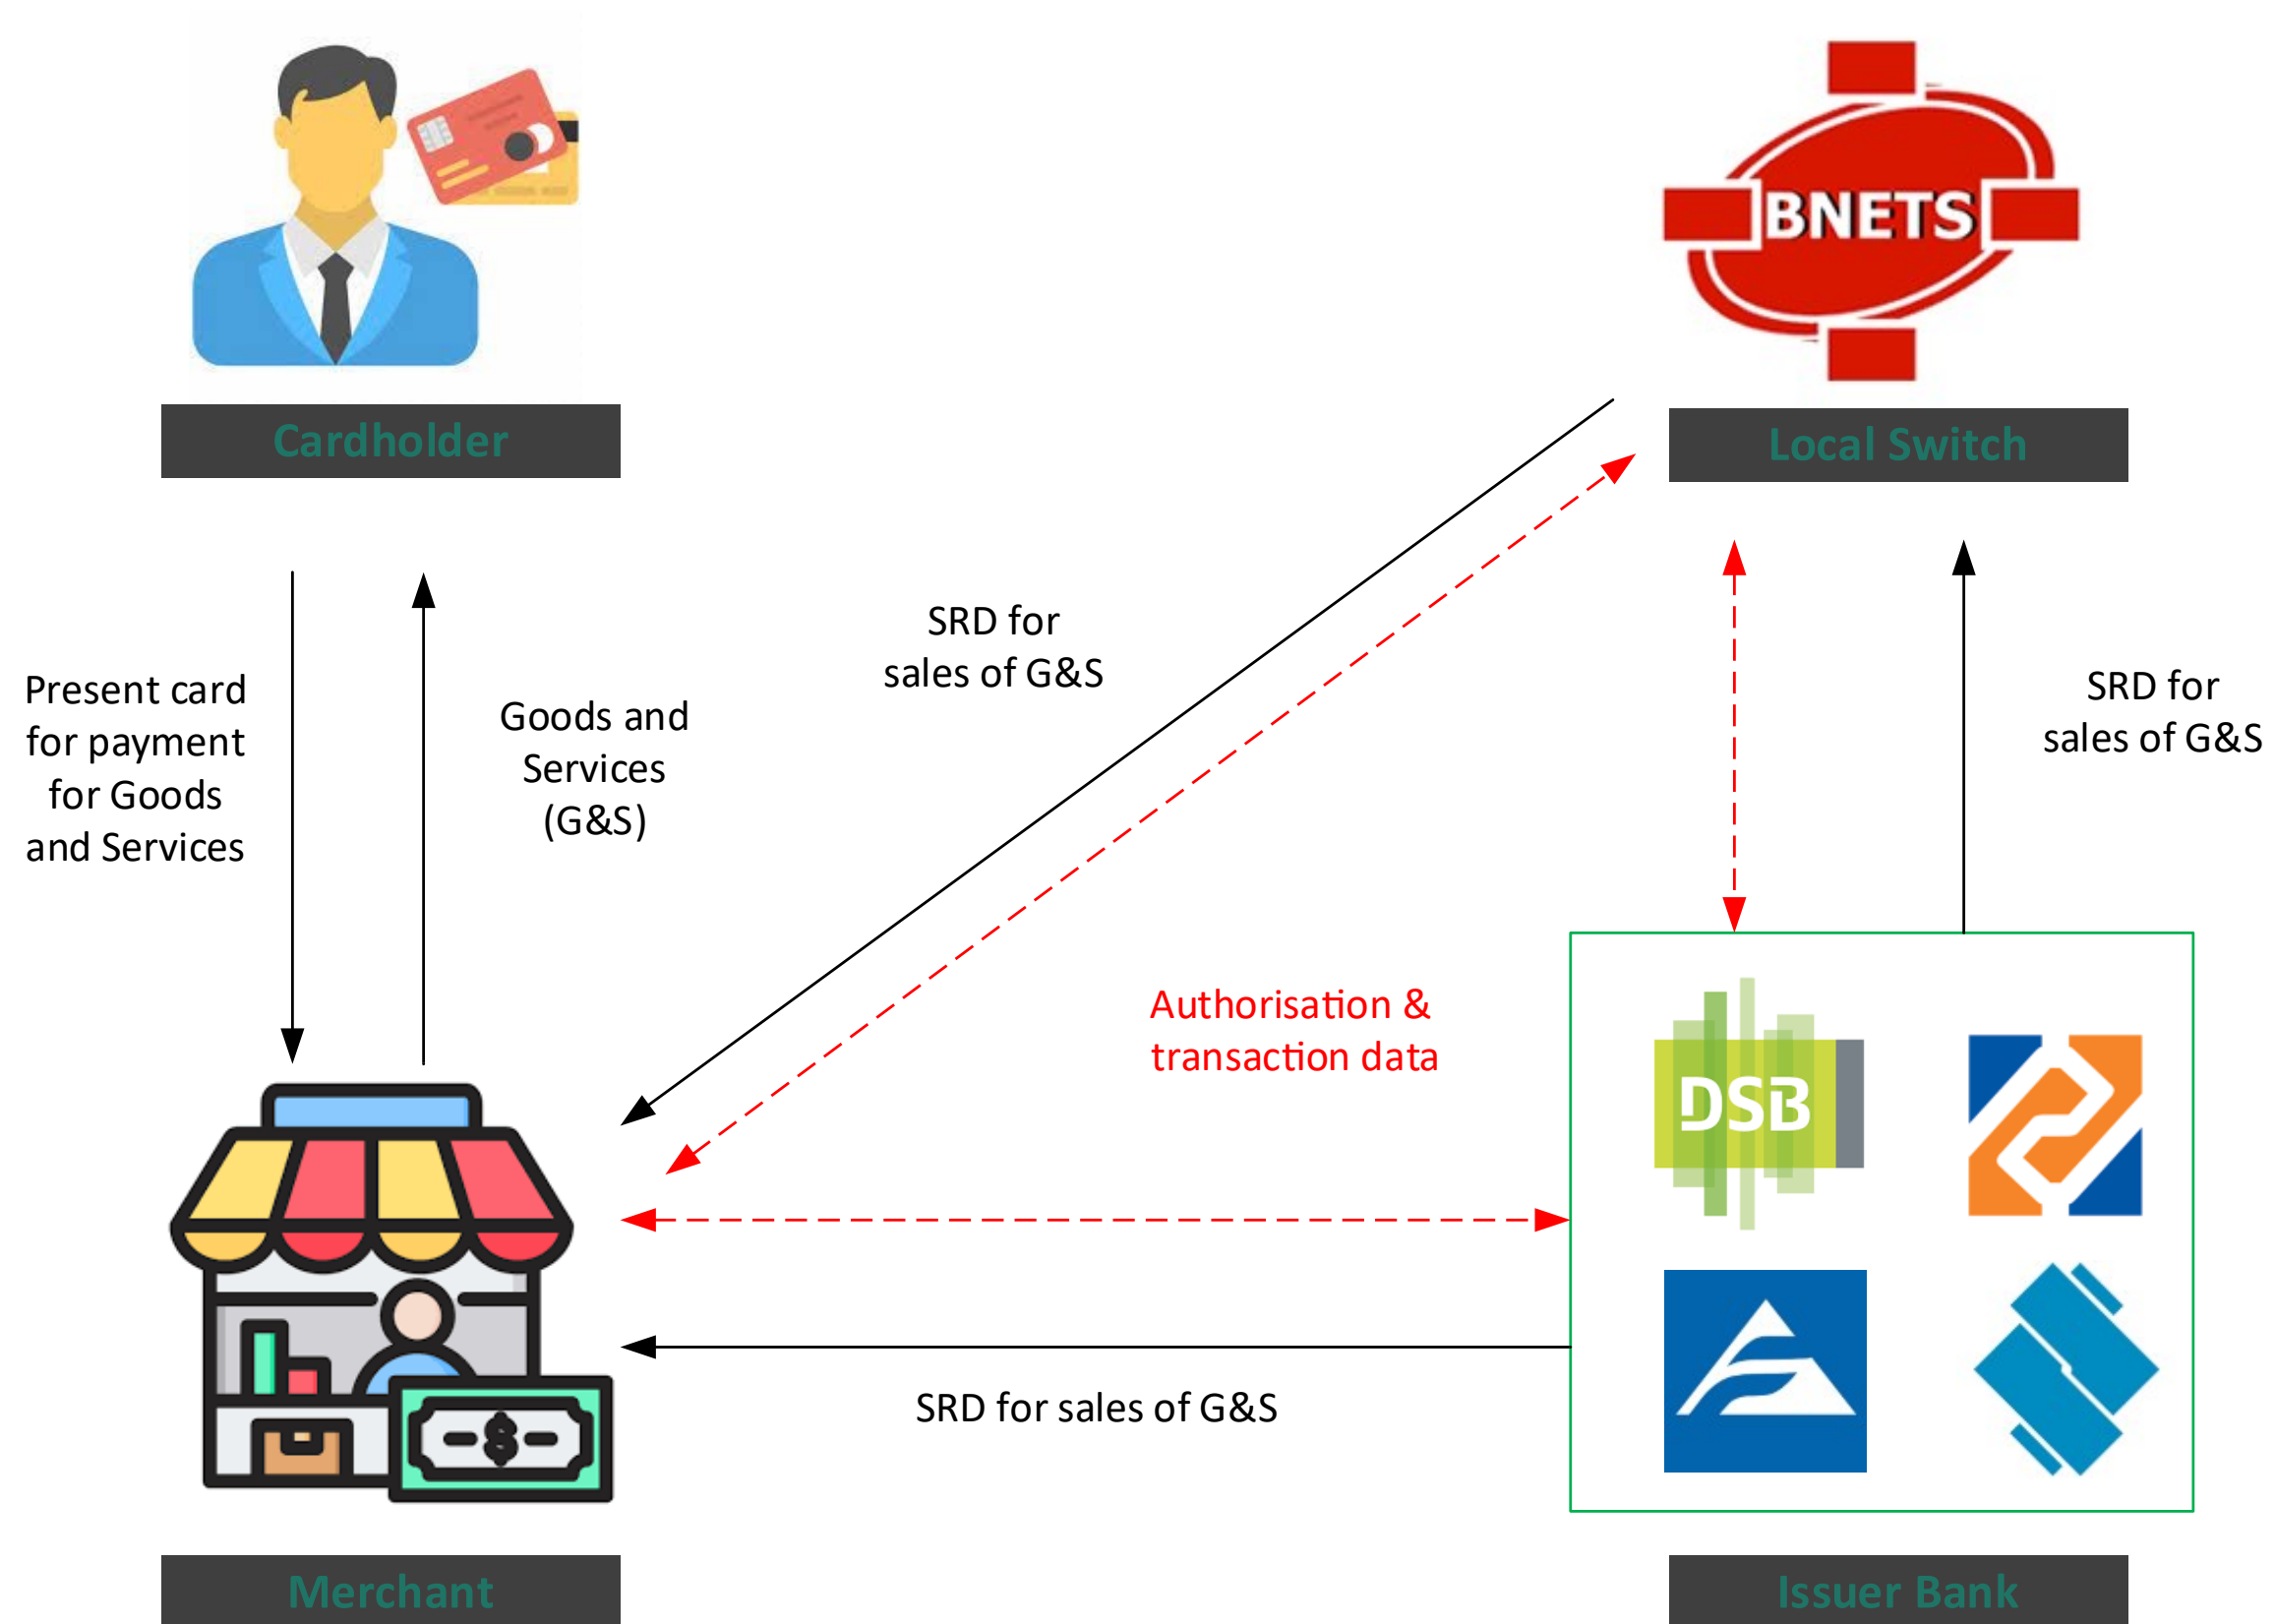 BNETS
Cardholder
Local Switch
Present card
for payment
for Goods
and Services
Goods and
Services
(G&S)
SRD for
sales of G&S
SRD for
sales of G&S
Authorisation &
transaction data
DSB
SRD for sales of G&S
$
Merchant
Issuer Bank